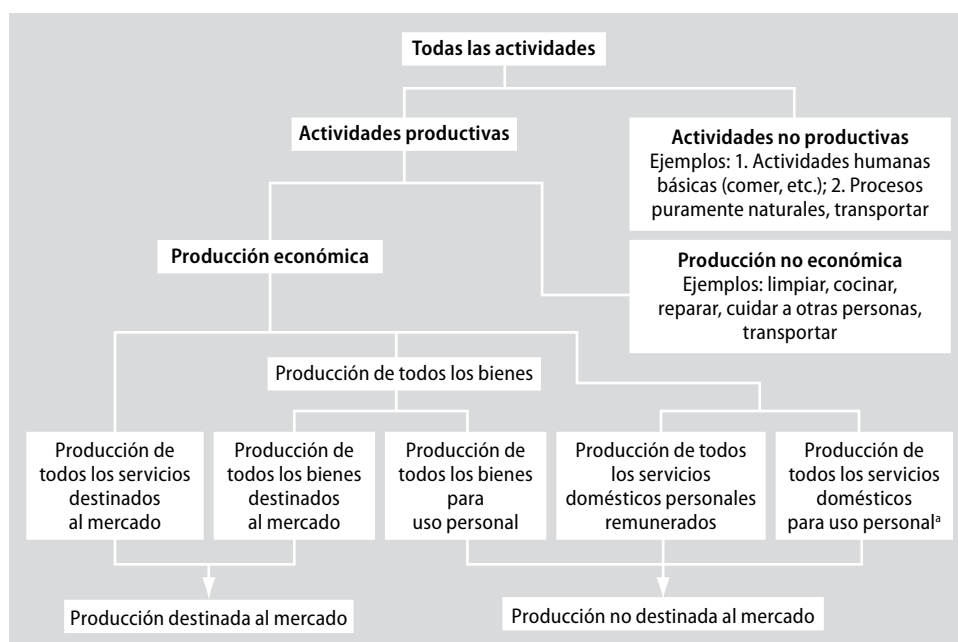 Todas las actividades
Actividades productivas
Actividades no productivas
Ejemplos: 1. Actividades humanas
básicas (comer, etc.); 2. Procesos
puramente naturales, transportar
Producción económica
Producción no económica
Ejemplos: limpiar, cocinar,
reparar, cuidar a otras personas,
transportar
Producción de todos los bienes
Producción de
todos los servicios
destinados
al mercado
Producción de
todos los bienes
destinados
al mercado
Producción de
todos los bienes
para
uso personal
Producción de todos
los servicios
domésticos personales
remunerados
Producción de
todos los servicios
domésticos
para uso personalª
Producción destinada al mercado
Producción no destinada al mercado